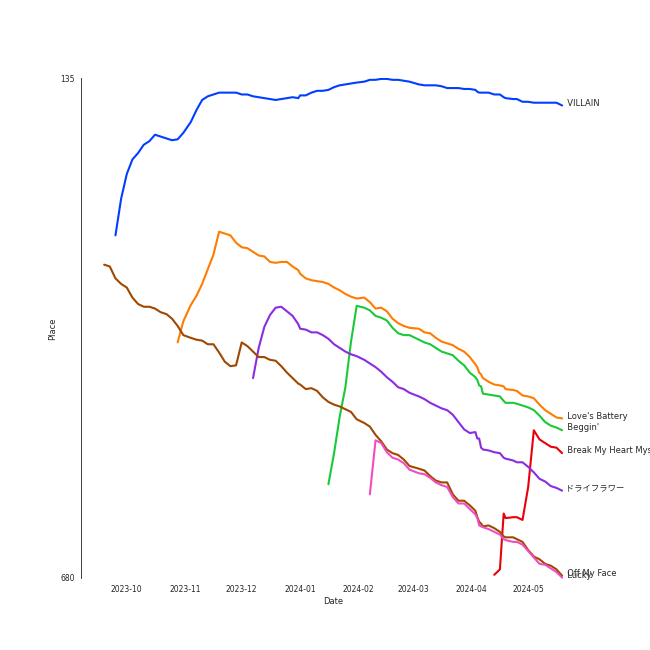 135
VILLAIN
Place
Love's Battery
Beggin'
Break My Heart Mys
ドライフラワー
Off My Face
Lucky
680
2023-10 2023-11 2023-12 2024-01 2024-02 2024-03 2024-04 2024-05
Date